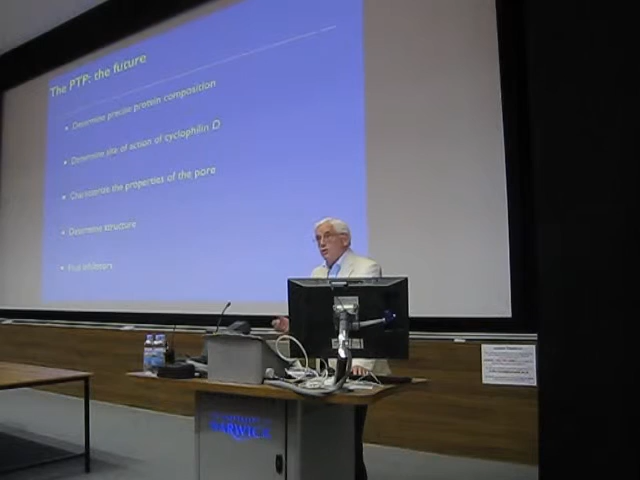 The PTP: the future
• Determine precise protein composition
• Determine site of action of cyclophilin D
• Characterize the properties of the pore
• Determine structure
• Find inhibitors
WARWICK